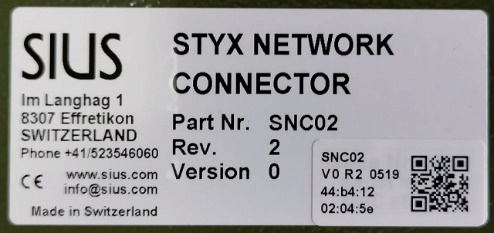 SIUS
Im Langhag 1
8307 Effretikon
SWITZERLAND
Phone +41/523546060
CE www.sius.com
info@sius.com
Made in Switzerland
STYX NETWORK
CONNECTOR
Part Nr. SNC02
Rev. 2
Version 0
SNC02
V0 R2 0519
44:b4:12
02:04:5e